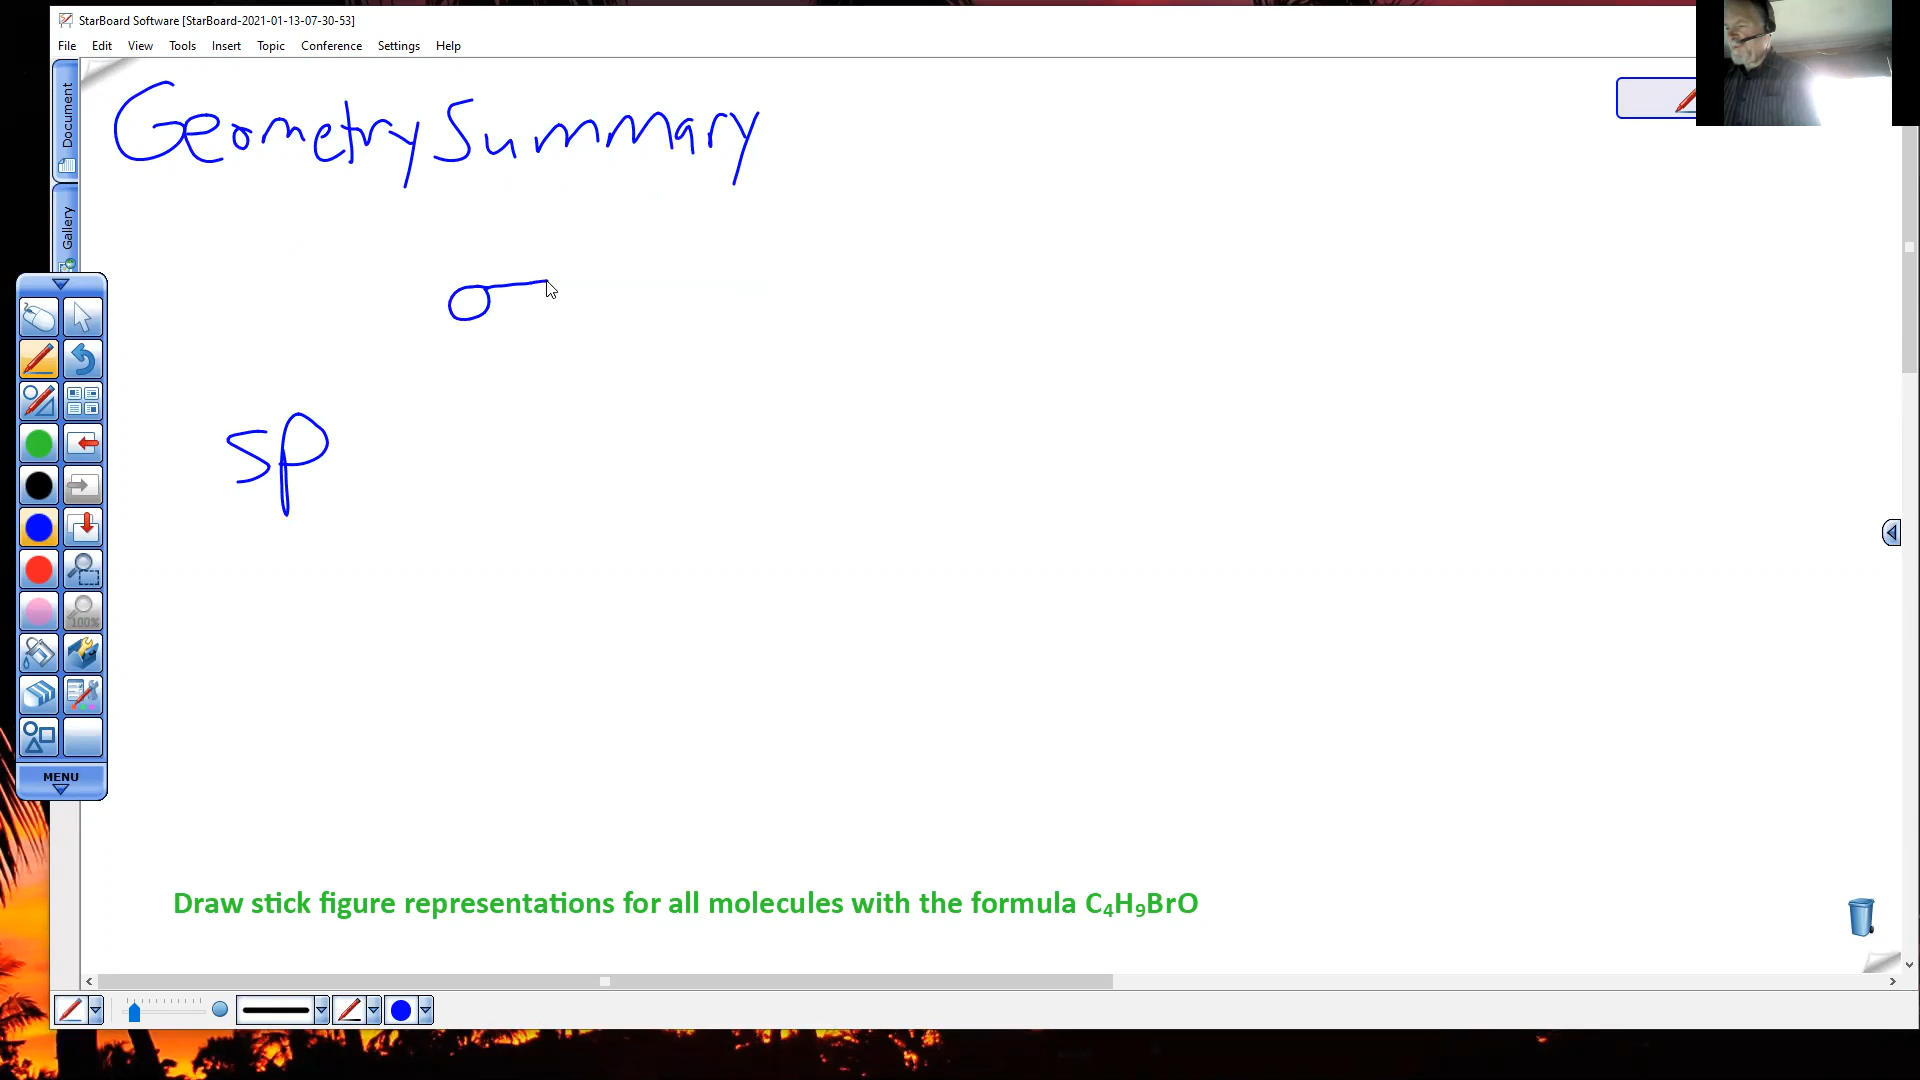 StarBoard Software [StarBoard-2021-01-13-07-30-53]
File Edit View Tools Insert Topic Conference Settings Help
Document
Geometry Summary
Gallery
σ
sp
100%
MENU
Draw stick figure representations for all molecules with the formula C₄H₉BrO